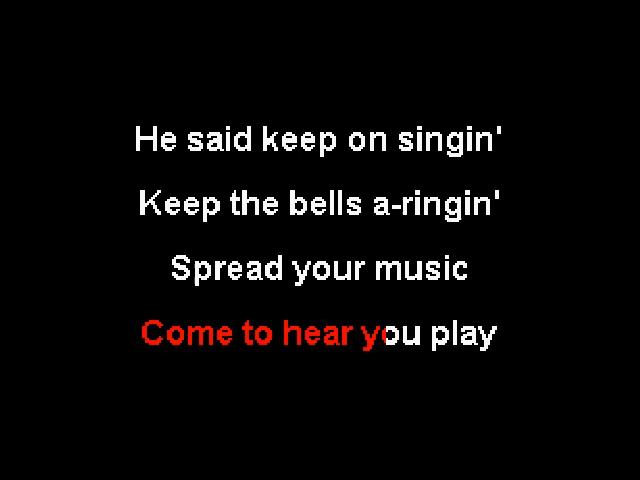 He said keep on singin'
Keep the bells a-ringin'
Spread your music
Come to hear you play